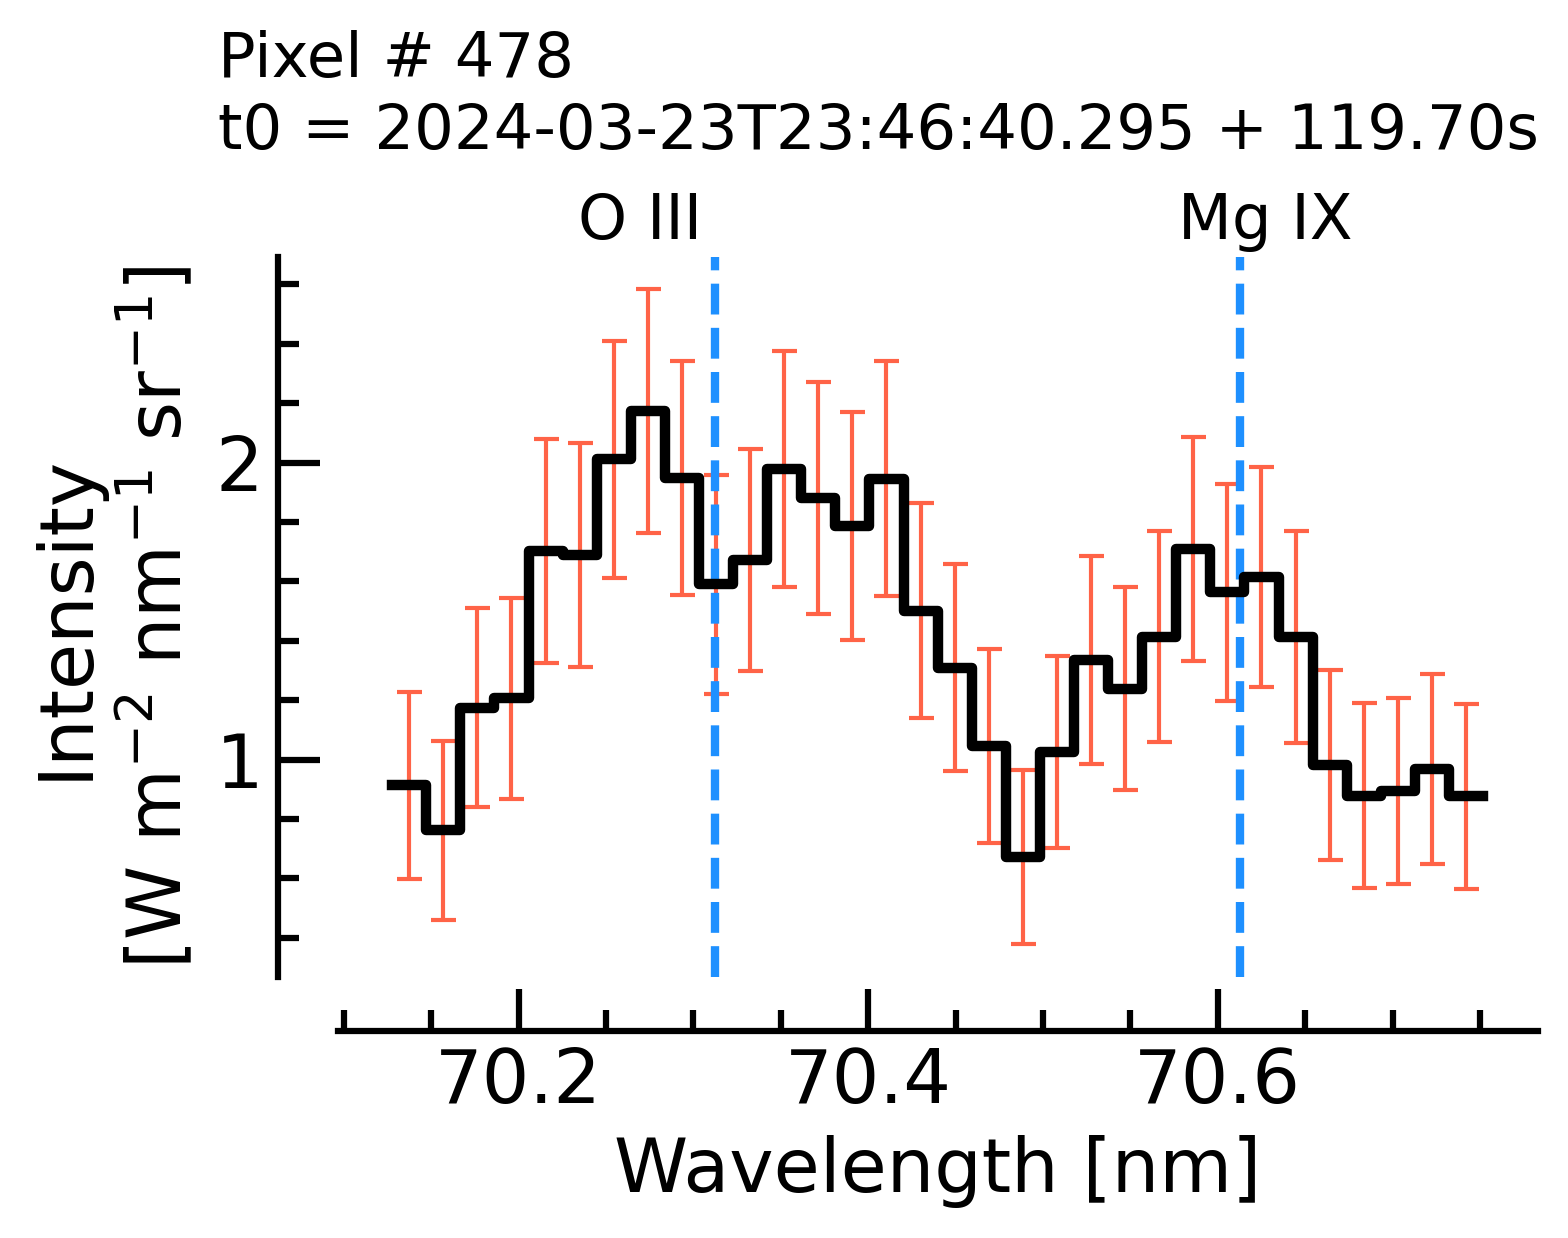 Pixel # 478
t0 = 2024-03-23T23:46:40.295 + 119.70s
O III
Mg IX
Intensity
[W m⁻² nm⁻¹ sr⁻¹]
2
1
70.2
70.4
70.6
Wavelength [nm]